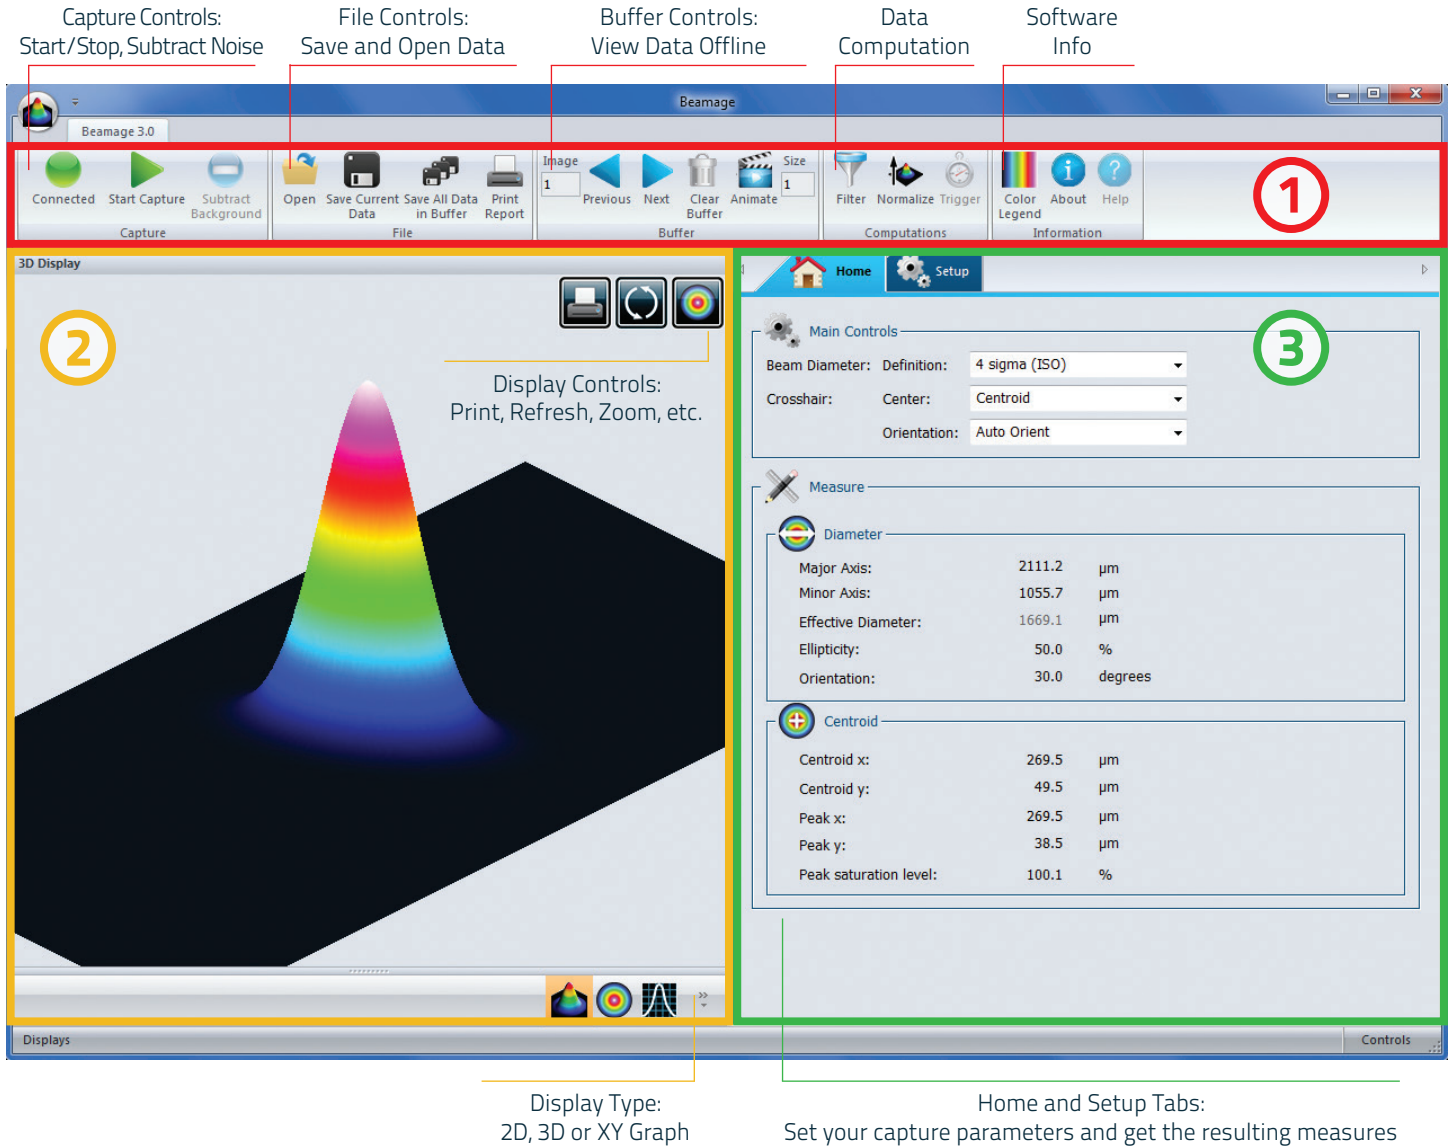 Capture Controls:
Start/Stop, Subtract Noise
File Controls:
Save and Open Data
Buffer Controls:
View Data Offline
Data
Computation
Software
Info
Beamage
Beamage 3.0
Connected
Start Capture
Subtract
Background
Capture
Open
Save Current
Data
Save All Data
in Buffer
Print
Report
File
Image
1
Previous
Next
Clear
Buffer
Animate
Size
1
Buffer
Filter
Normalize
Trigger
Computations
Color
Legend
About
Help
Information
1
3D Display
2
Display Controls:
Print, Refresh, Zoom, etc.
Home
Setup
3
Main Controls
Beam Diameter: Definition: 4 sigma (ISO)
Crosshair: Center: Centroid
Orientation: Auto Orient
Measure
Diameter
Major Axis: 2111.2 µm
Minor Axis: 1055.7 µm
Effective Diameter: 1669.1 µm
Ellipticity: 50.0 %
Orientation: 30.0 degrees
Centroid
Centroid x: 269.5 µm
Centroid y: 49.5 µm
Peak x: 269.5 µm
Peak y: 38.5 µm
Peak saturation level: 100.1 %
Displays
Controls
Display Type:
2D, 3D or XY Graph
Home and Setup Tabs:
Set your capture parameters and get the resulting measures